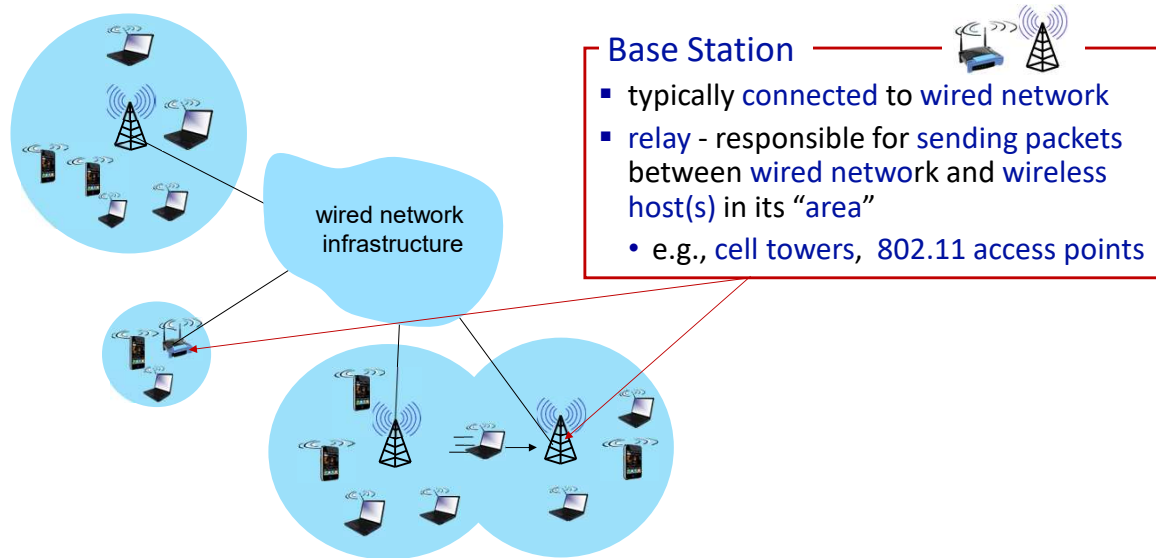 Base Station
▪ typically connected to wired network
▪ relay - responsible for sending packets
between wired network and wireless
host(s) in its “area”
• e.g., cell towers, 802.11 access points
wired network
infrastructure